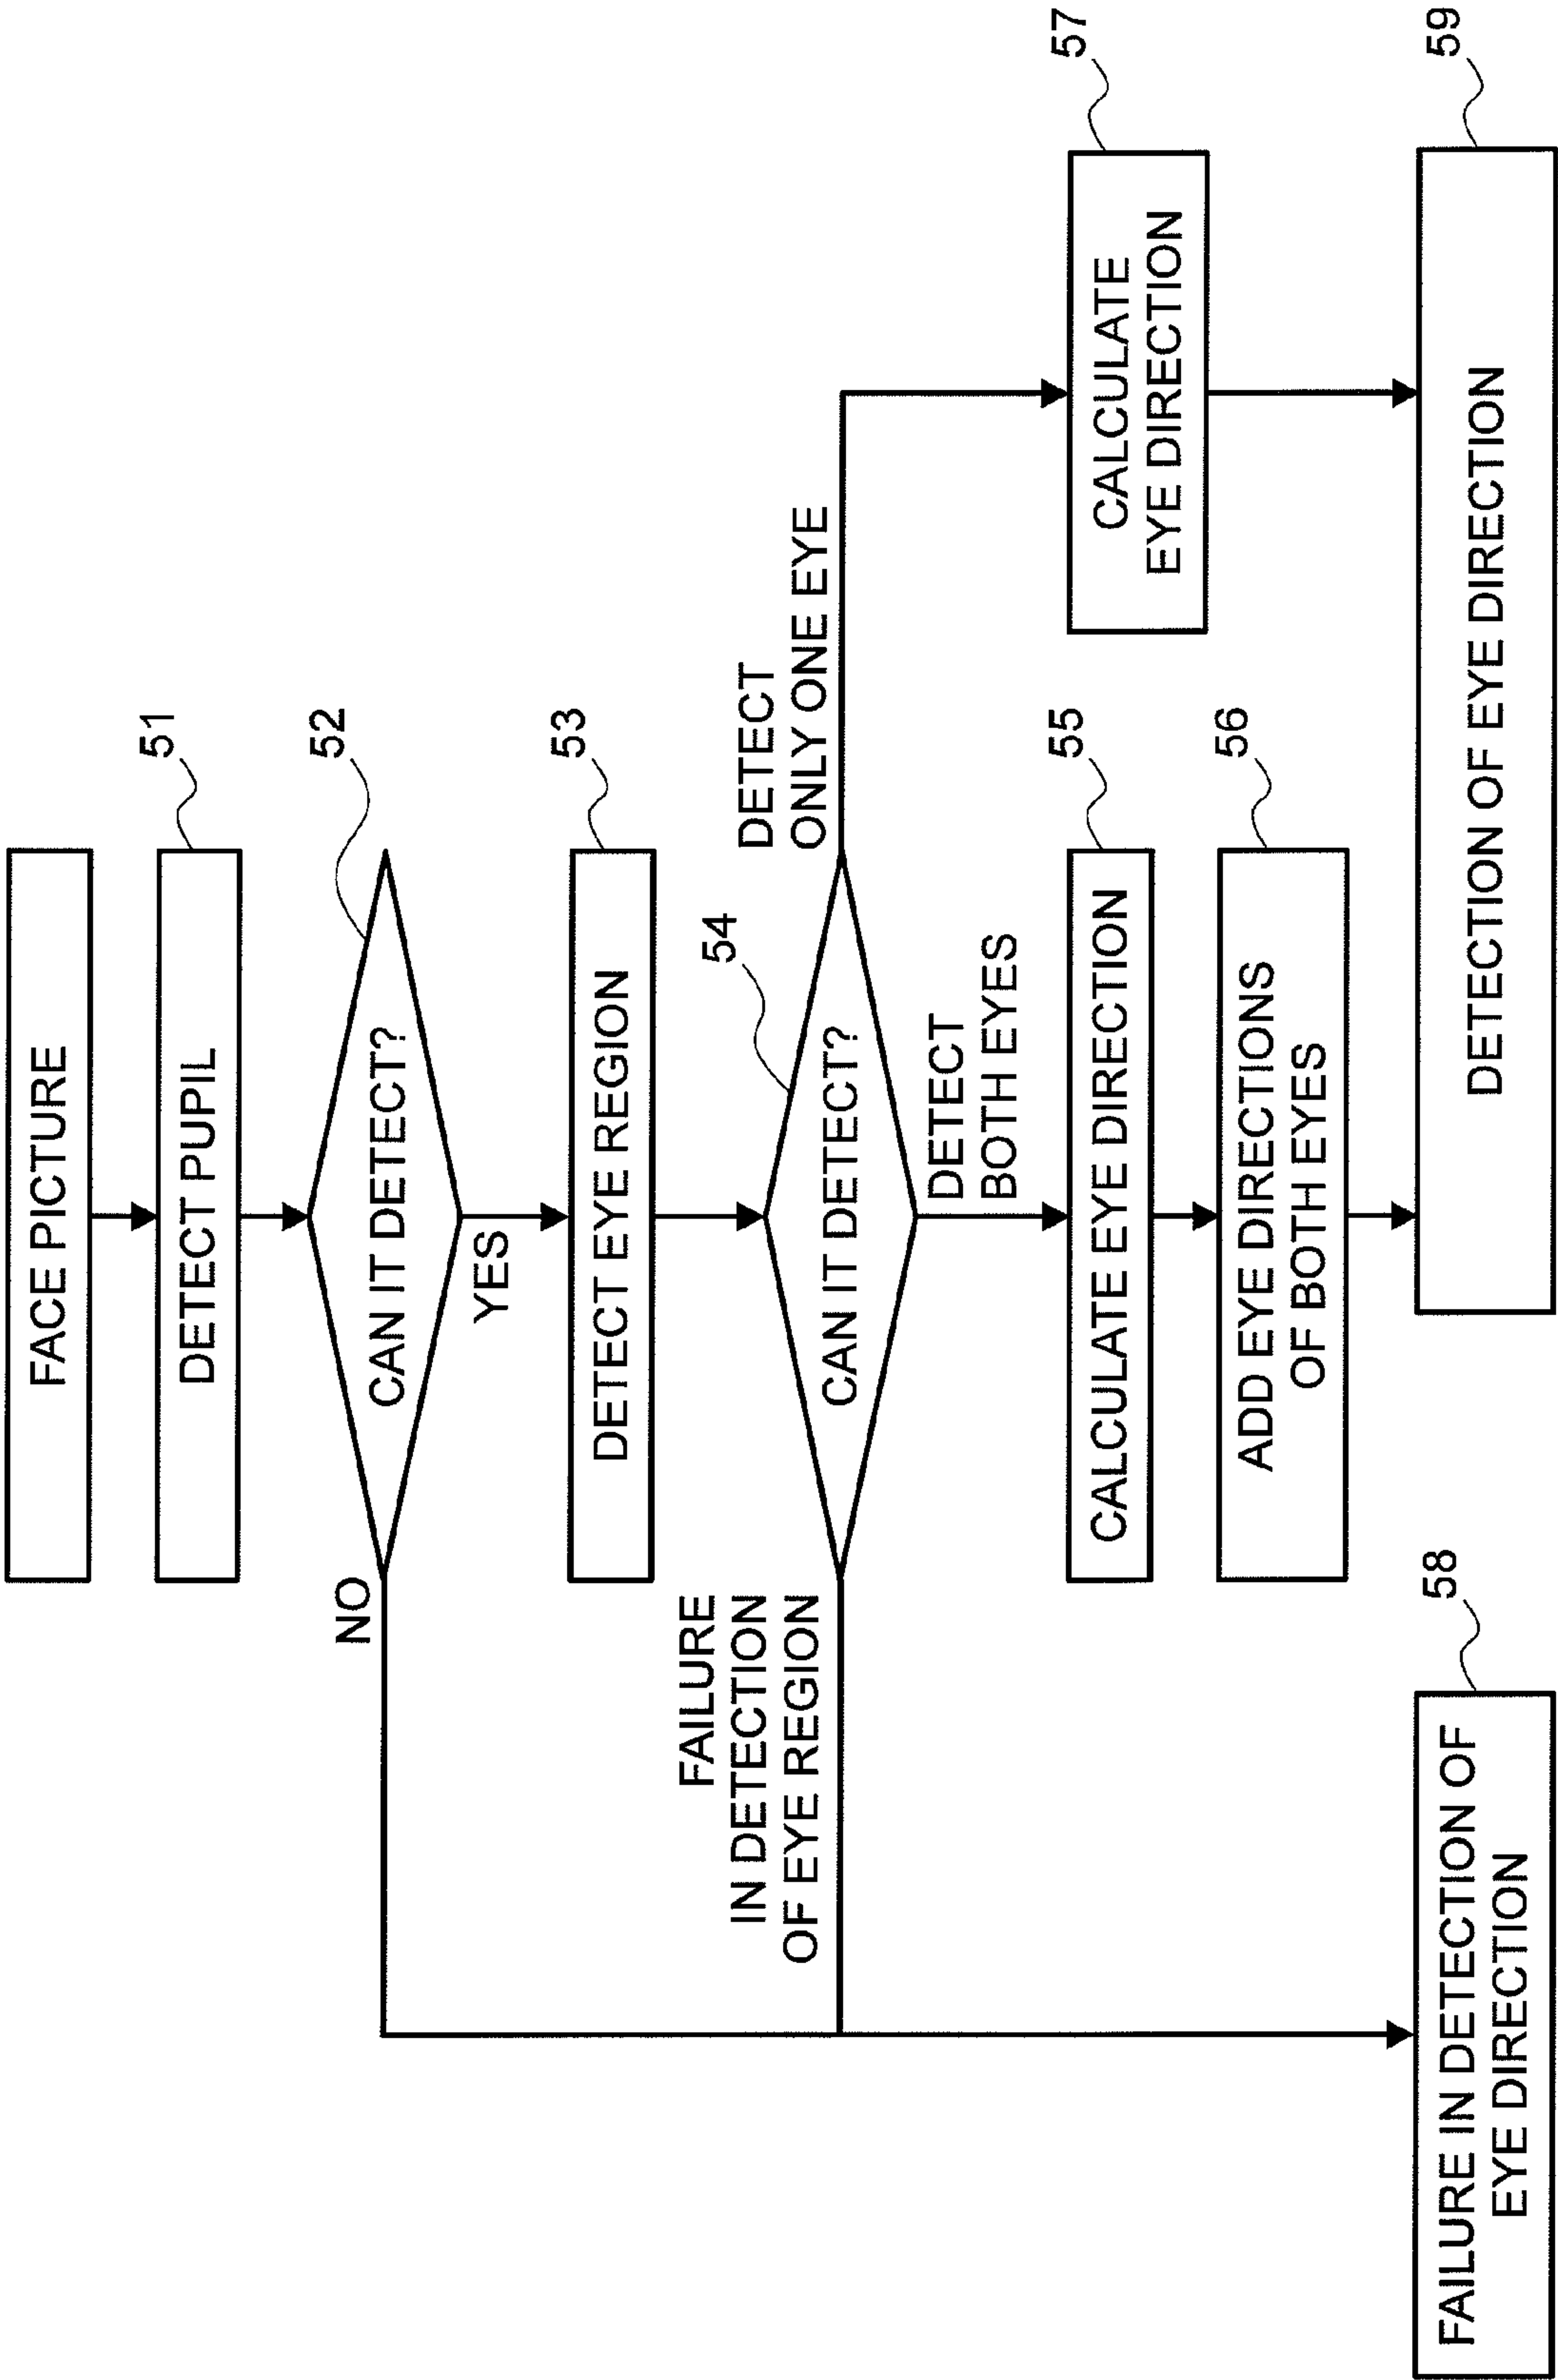 FACE PICTURE
51
DETECT PUPIL
52
CAN IT DETECT?
NO
YES
53
DETECT EYE REGION
54
CAN IT DETECT?
FAILURE
IN DETECTION
OF EYE REGION
DETECT
ONLY ONE EYE
DETECT
BOTH EYES
55
CALCULATE EYE DIRECTION
57
CALCULATE
EYE DIRECTION
56
ADD EYE DIRECTIONS
OF BOTH EYES
58
FAILURE IN DETECTION OF
EYE DIRECTION
59
DETECTION OF EYE DIRECTION